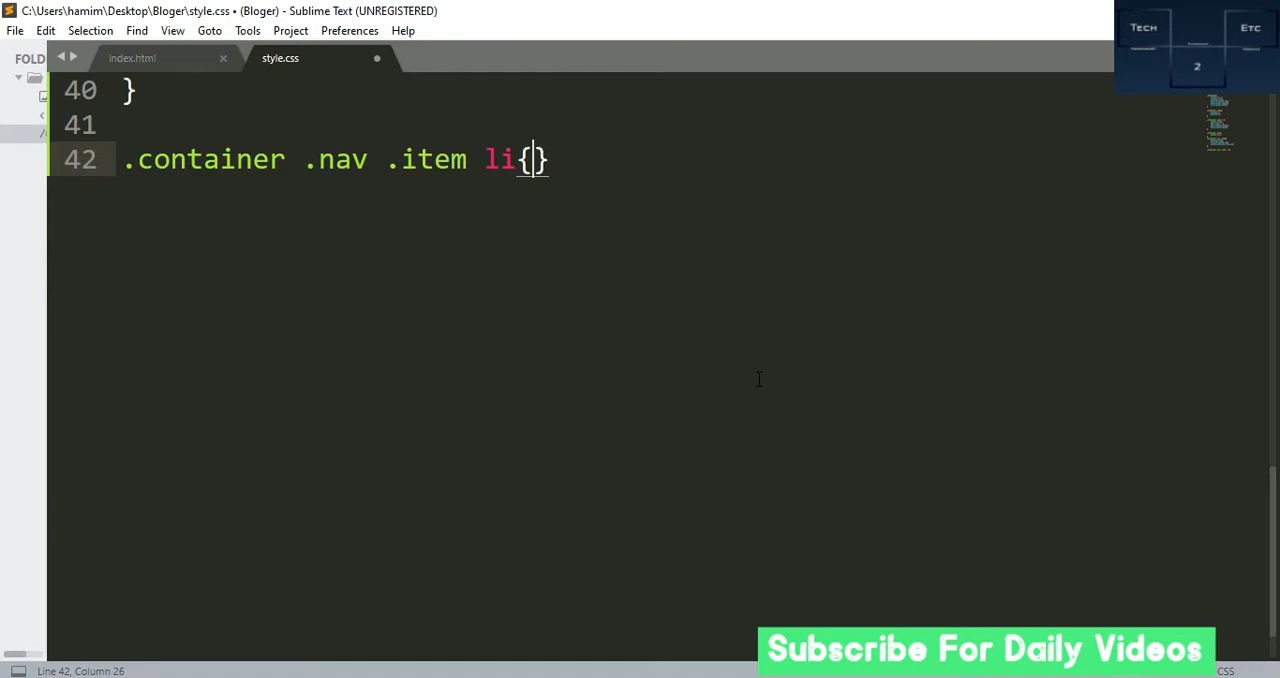 C:\Users\hamim\Desktop\Bloger\style.css • (Bloger) - Sublime Text (UNREGISTERED)
File Edit Selection Find View Goto Tools Project Preferences Help
Tech Etc
2
FOLD
index.html
style.css
40 }
41
42 .container .nav .item li{}
Subscribe For Daily Videos
Line 42, Column 26
CSS